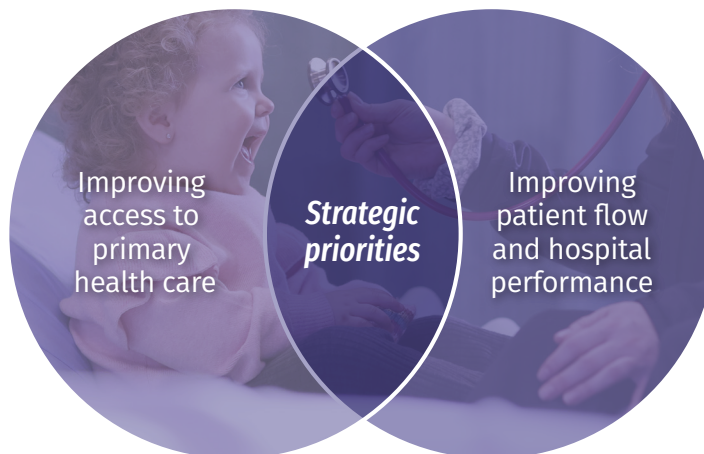 Improving
access to
primary
health care
Strategic
priorities
Improving
patient flow
and hospital
performance